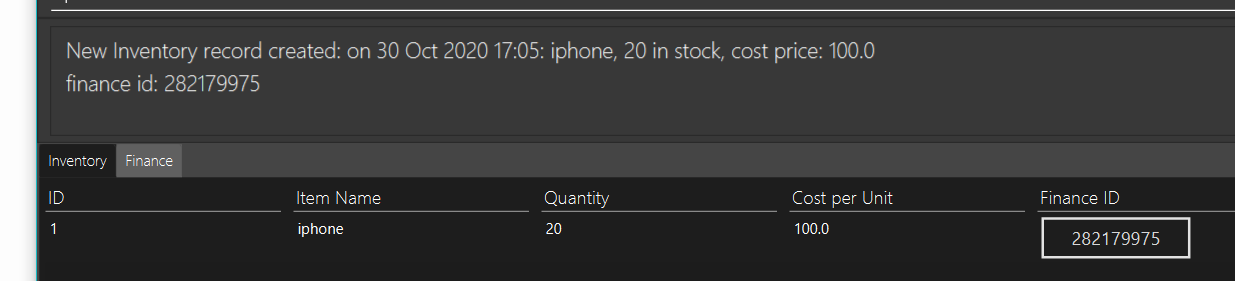 New Inventory record created: on 30 Oct 2020 17:05: iphone, 20 in stock, cost price: 100.0
finance id: 282179975
Inventory Finance
ID Item Name Quantity Cost per Unit Finance ID
1 iphone 20 100.0 282179975